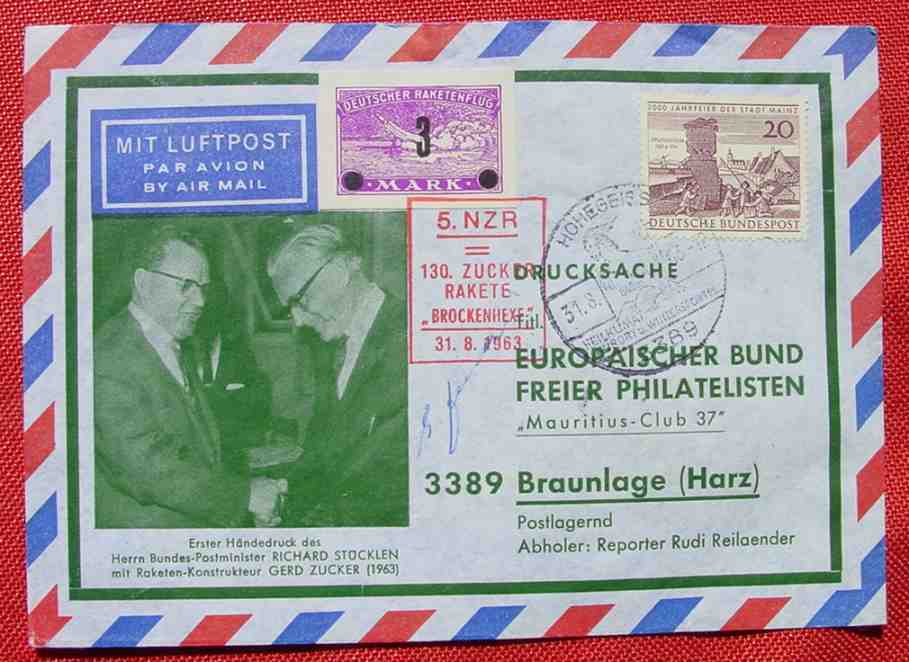 MIT LUFTPOST
PAR AVION
BY AIR MAIL
DEUTSCHER RAKETENFLUG
3
MARK
2000 JAHRFEIER DER STADT MAINZ
20
DEUTSCHE BUNDESPOST
5. NZR
=
130. ZUCKER
RAKETE
„BROCKENHEXE"
31. 8. 1963
31.8.
DRUCKSACHE
Titl.
EUROPÄISCHER BUND
FREIER PHILATELISTEN
„Mauritius-Club 37"
3389 Braunlage (Harz)
Postlagernd
Abholer: Reporter Rudi Reilaender
Erster Händedruck des
Herrn Bundes-Postminister RICHARD STÜCKLEN
mit Raketen-Konstrukteur GERD ZUCKER (1963)